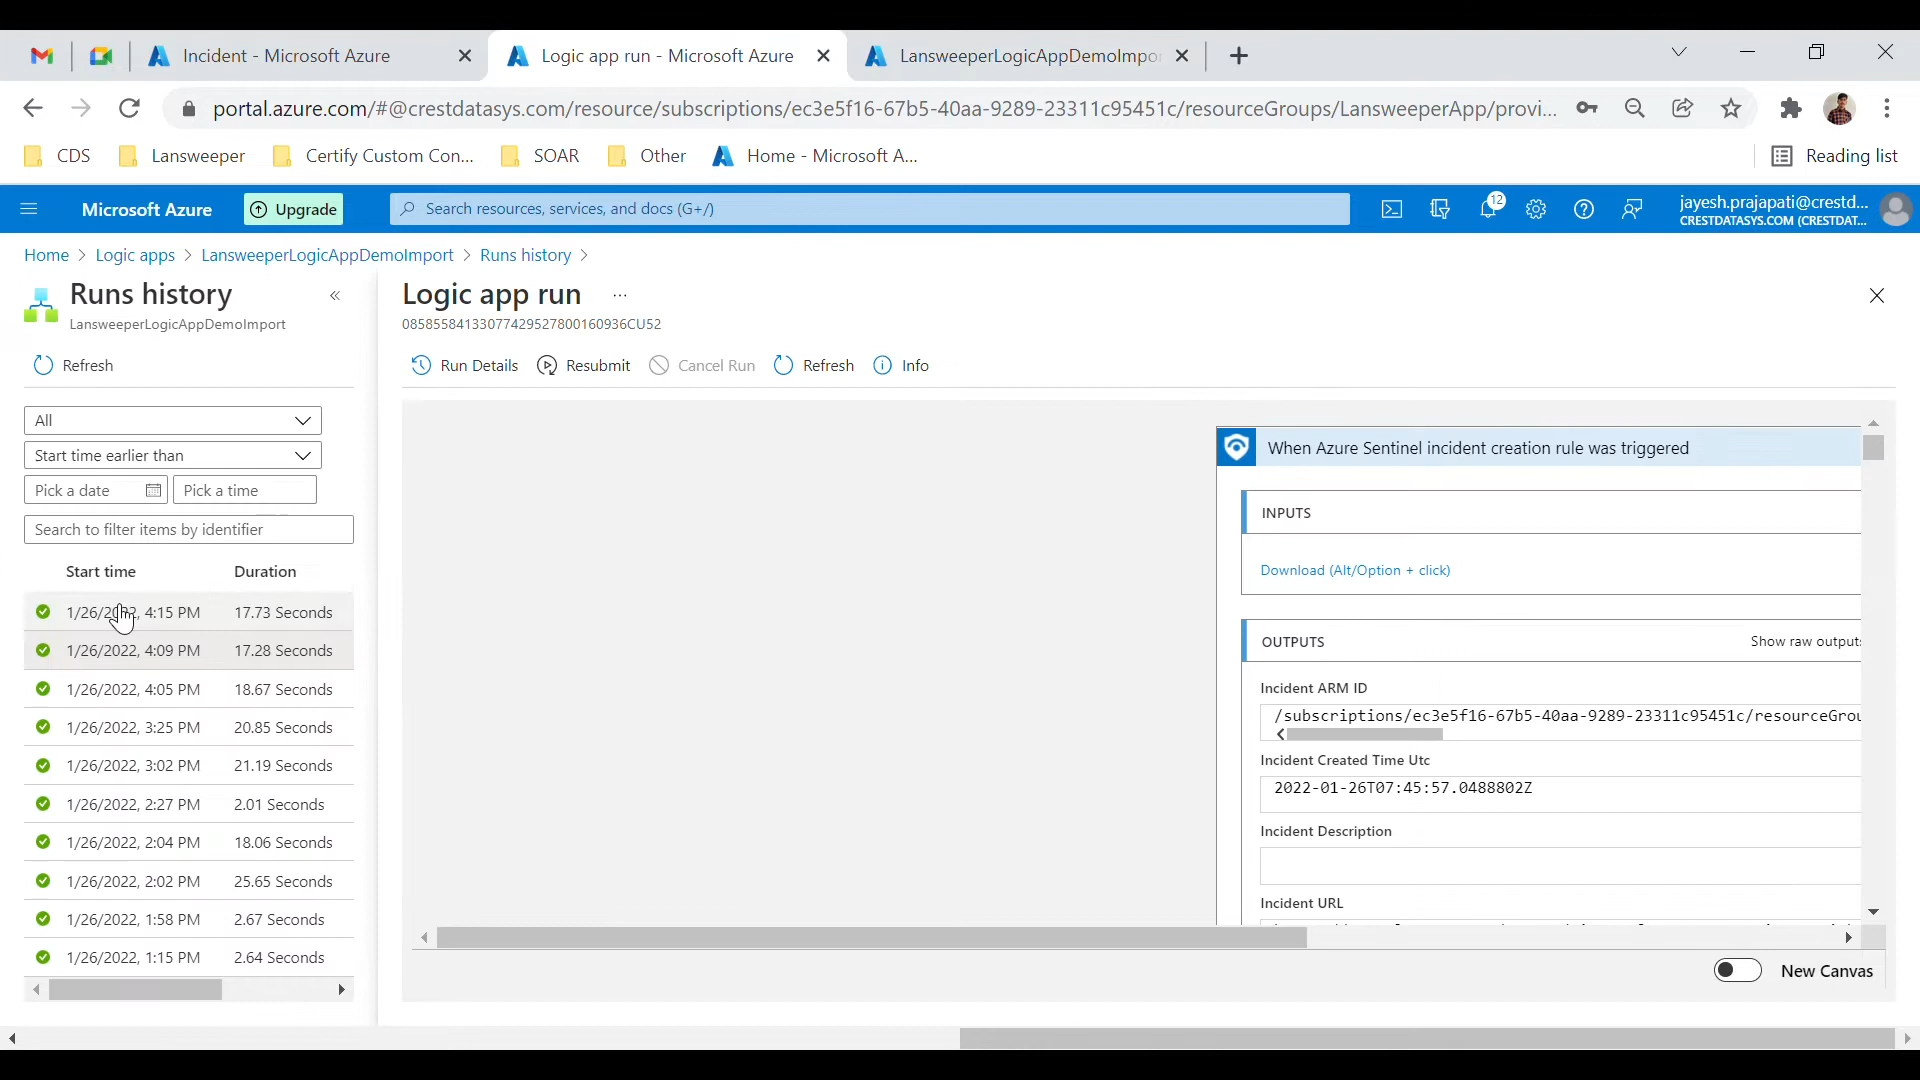 Incident - Microsoft Azure
Logic app run - Microsoft Azure
LansweeperLogicAppDemoImpor
portal.azure.com/#@crestdatasys.com/resource/subscriptions/ec3e5f16-67b5-40aa-9289-23311c95451c/resourceGroups/LansweeperApp/provi...
CDS
Lansweeper
Certify Custom Con...
SOAR
Other
Home - Microsoft A...
Reading list
Microsoft Azure
Upgrade
Search resources, services, and docs (G+/)
12
jayesh.prajapati@crestd...
CRESTDATASYS.COM (CRESTDAT...
Home > Logic apps > LansweeperLogicAppDemoImport > Runs history >
Runs history
LansweeperLogicAppDemoImport
Refresh
All
Start time earlier than
Pick a date
Pick a time
Search to filter items by identifier
Start time Duration
1/26/2022, 4:15 PM 17.73 Seconds
1/26/2022, 4:09 PM 17.28 Seconds
1/26/2022, 4:05 PM 18.67 Seconds
1/26/2022, 3:25 PM 20.85 Seconds
1/26/2022, 3:02 PM 21.19 Seconds
1/26/2022, 2:27 PM 2.01 Seconds
1/26/2022, 2:04 PM 18.06 Seconds
1/26/2022, 2:02 PM 25.65 Seconds
1/26/2022, 1:58 PM 2.67 Seconds
1/26/2022, 1:15 PM 2.64 Seconds
Logic app run ...
08585584133077429527800160936CU52
Run Details
Resubmit
Cancel Run
Refresh
Info
When Azure Sentinel incident creation rule was triggered
INPUTS
Download (Alt/Option + click)
OUTPUTS
Show raw outputs
Incident ARM ID
/subscriptions/ec3e5f16-67b5-40aa-9289-23311c95451c/resourceGrou
Incident Created Time Utc
2022-01-26T07:45:57.0488802Z
Incident Description
Incident URL
New Canvas